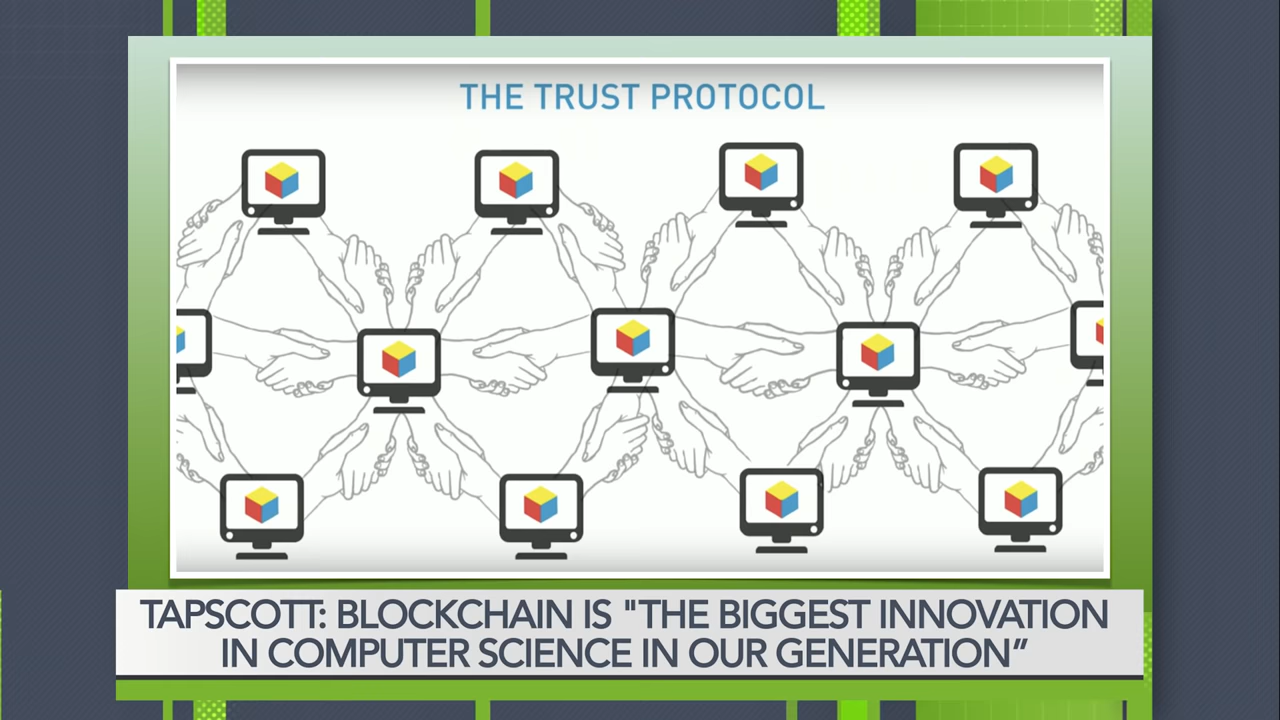 THE TRUST PROTOCOL
TAPSCOTT: BLOCKCHAIN IS "THE BIGGEST INNOVATION
IN COMPUTER SCIENCE IN OUR GENERATION”